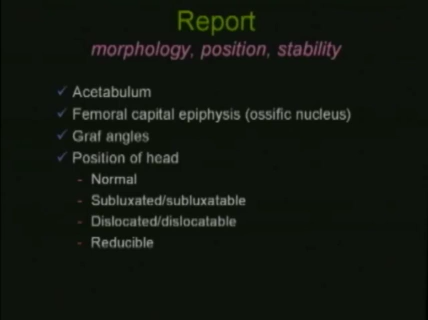 Report
morphology, position, stability
✓ Acetabulum
✓ Femoral capital epiphysis (ossific nucleus)
✓ Graf angles
✓ Position of head
- Normal
- Subluxated/subluxatable
- Dislocated/dislocatable
- Reducible